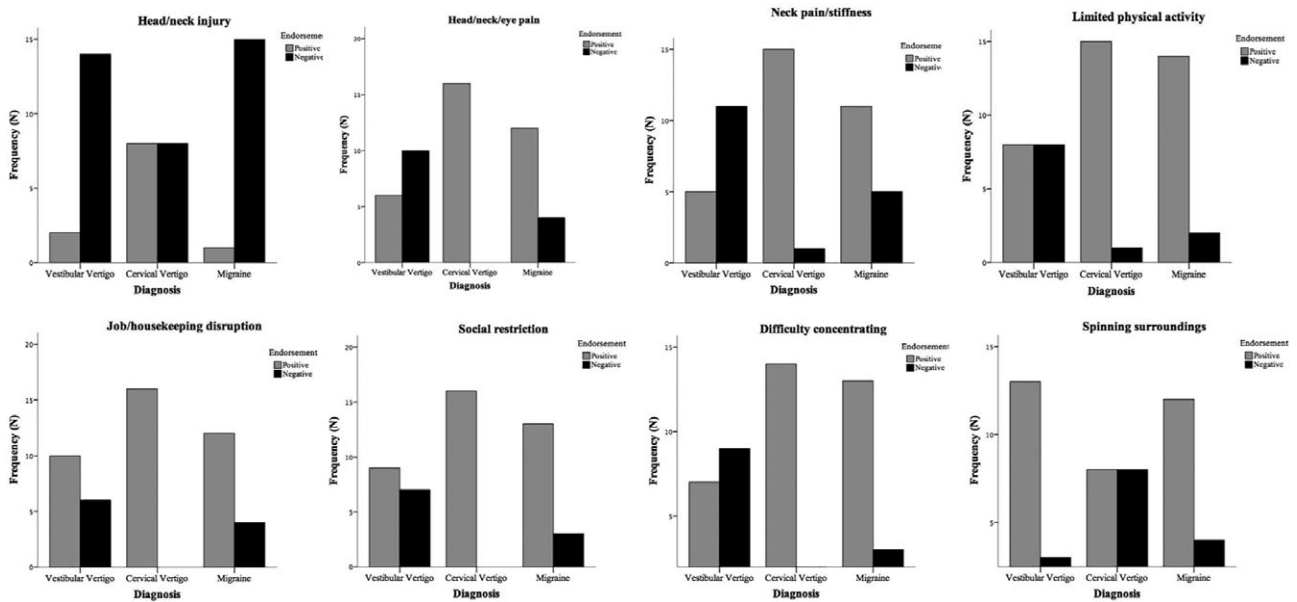 Head/neck injury
Endorsement
Positive
Negative
Frequency (N)
15
10
5
0
Vestibular Vertigo Cervical Vertigo Migraine
Diagnosis
Head/neck/eye pain
Endorsement
Positive
Negative
Frequency (N)
20
15
10
5
0
Vestibular Vertigo Cervical Vertigo Migraine
Diagnosis
Neck pain/stiffness
Endorseme
Positive
Negativ
Frequency (N)
15
10
5
0
Vestibular Vertigo Cervical Vertigo Migraine
Diagnosis
Limited physical activity
Endorsement
Positive
Negative
Frequency (N)
15
10
5
0
Vestibular Vertigo Cervical Vertigo Migraine
Diagnosis
Job/housekeeping disruption
Endorsement
Positive
Negative
Frequency (N)
20
15
10
5
0
Vestibular Vertigo Cervical Vertigo Migraine
Diagnosis
Social restriction
Endorsement
Positive
Negative
Frequency (N)
20
15
10
5
0
Vestibular Vertigo Cervical Vertigo Migraine
Diagnosis
Difficulty concentrating
Endorsement
Positive
Negative
Frequency (N)
15
10
5
Vestibular Vertigo Cervical Vertigo Migraine
Diagnosis
Spinning surroundings
Endorsement
Positive
Negative
Frequency (N)
15
10
5
Vestibular Vertigo Cervical Vertigo Migraine
Diagnosis